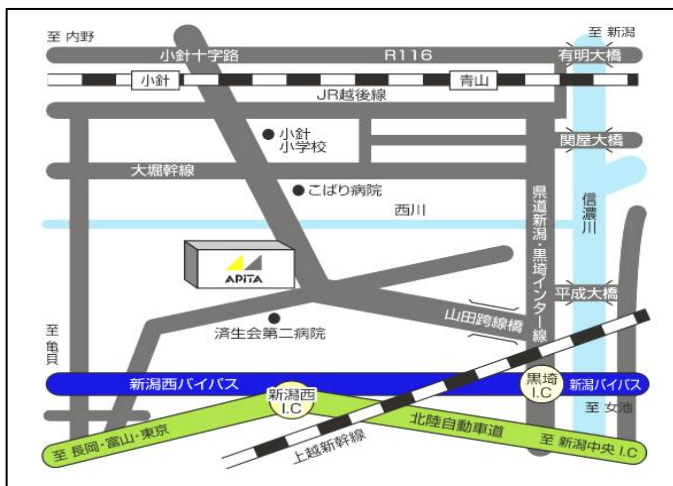 至 内野
至 新潟
小針十字路
R116
有明大橋
小針
青山
JR越後線
小針
小学校
関屋大橋
大堀幹線
こばり病院
西川
県道新潟・黒埼インター線
信濃川
APiTA
平成大橋
山田跨線橋
済生会第二病院
至 亀貝
新潟西バイパス
新潟西
I.C
黒埼
I.C
新潟バイパス
至 女池
至 長岡・富山・東京
上越新幹線
北陸自動車道
至 新潟中央 I.C